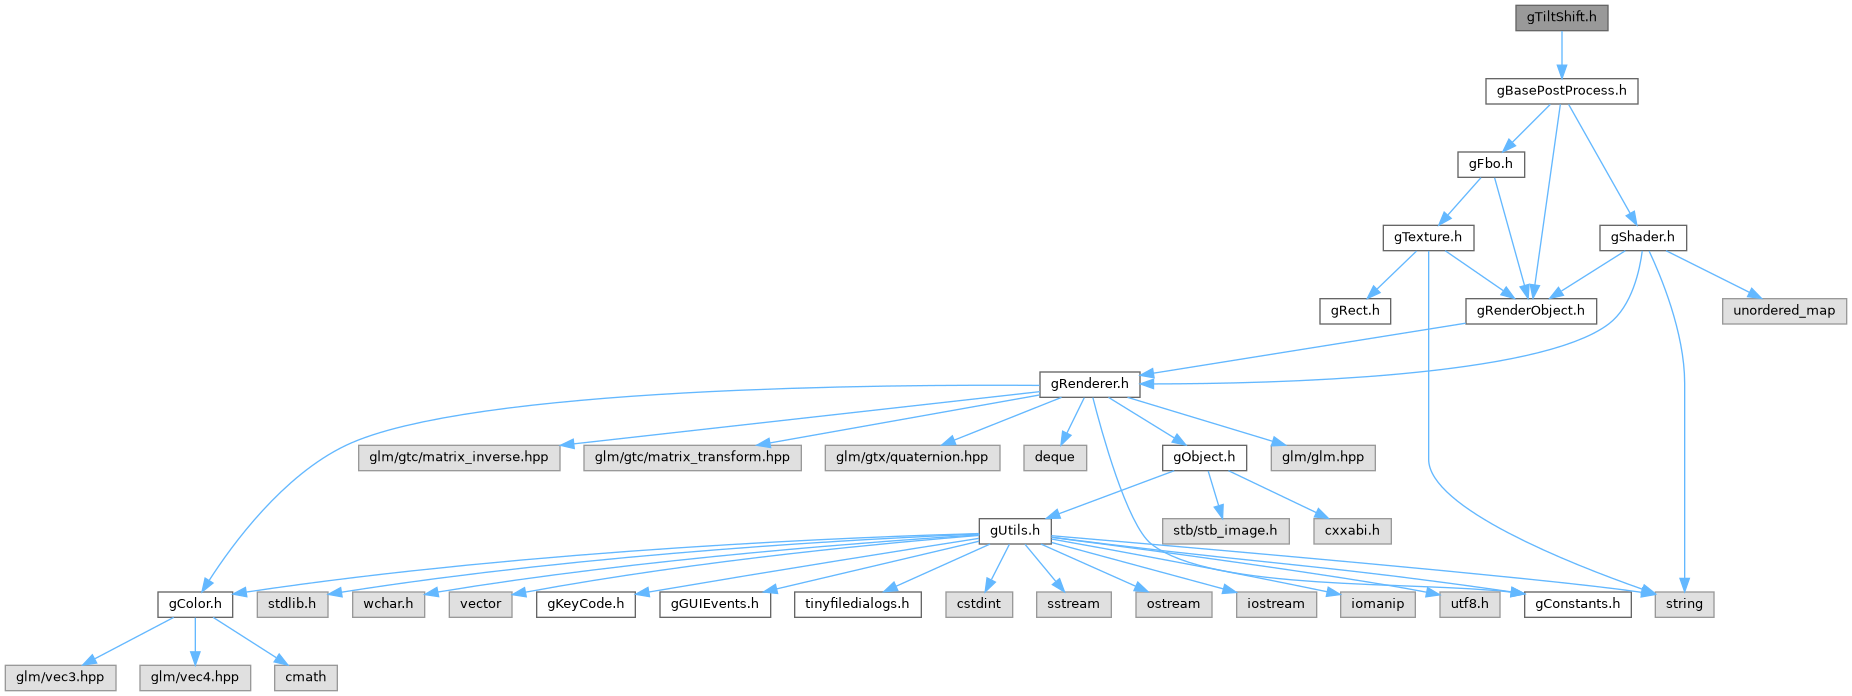 gTiltShift.h
gBasePostProcess.h
gFbo.h
gTexture.h
gShader.h
gRect.h
gRenderObject.h
unordered_map
gRenderer.h
glm/gtc/matrix_inverse.hpp
glm/gtc/matrix_transform.hpp
glm/gtx/quaternion.hpp
deque
gObject.h
glm/glm.hpp
gUtils.h
stb/stb_image.h
cxxabi.h
gColor.h
stdlib.h
wchar.h
vector
gKeyCode.h
gGUIEvents.h
tinyfiledialogs.h
cstdint
sstream
ostream
iostream
iomanip
utf8.h
gConstants.h
string
glm/vec3.hpp
glm/vec4.hpp
cmath